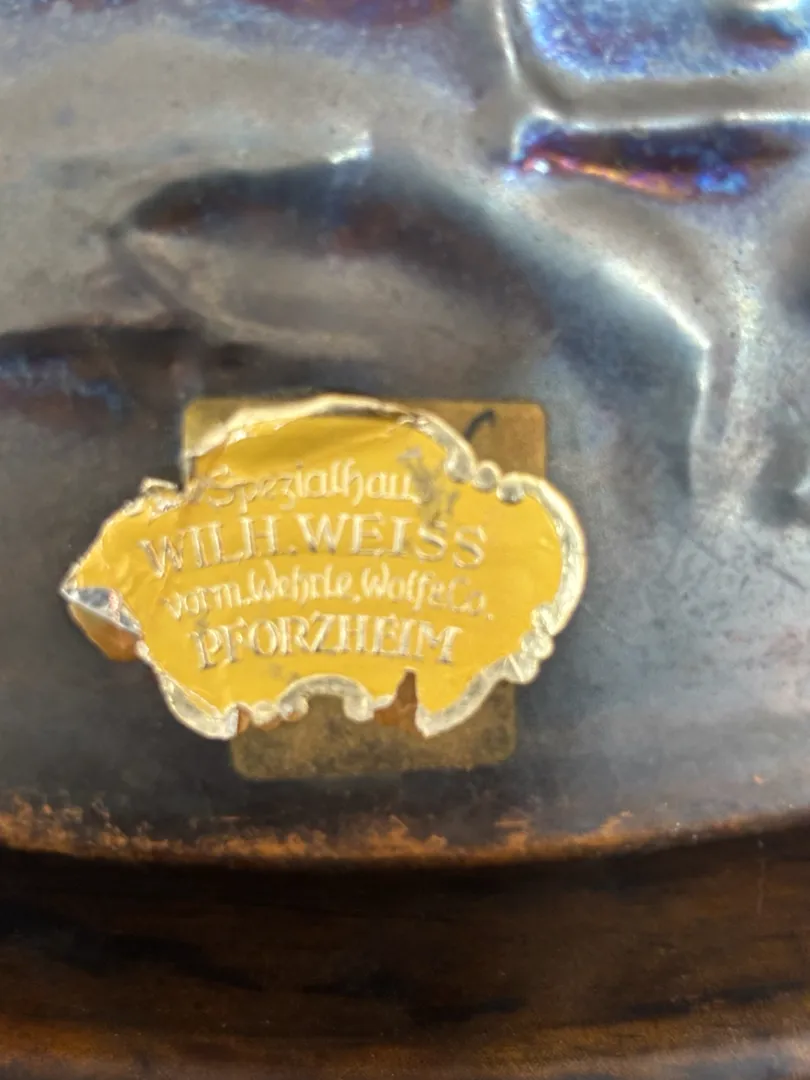 Spezialhaus
WILH. WEISS
vorm. Wehrle, Wolf & Co.
PFORZHEIM